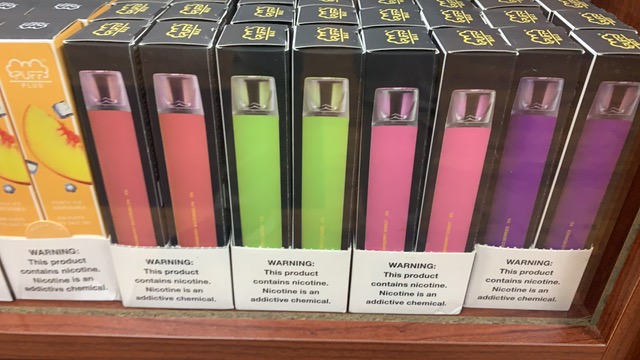 PUFF
PLUS
WARNING:
This product
contains nicotine.
Nicotine is an
addictive chemical.
WARNING:
This product
contains nicotine.
Nicotine is an
addictive chemical.
WARNING:
This product
contains nicotine.
Nicotine is an
addictive chemical.
WARNING:
This product
contains nicotine.
Nicotine is an
addictive chemical.
WARNING:
This product
contains nicotine.
Nicotine is an
addictive chemical.